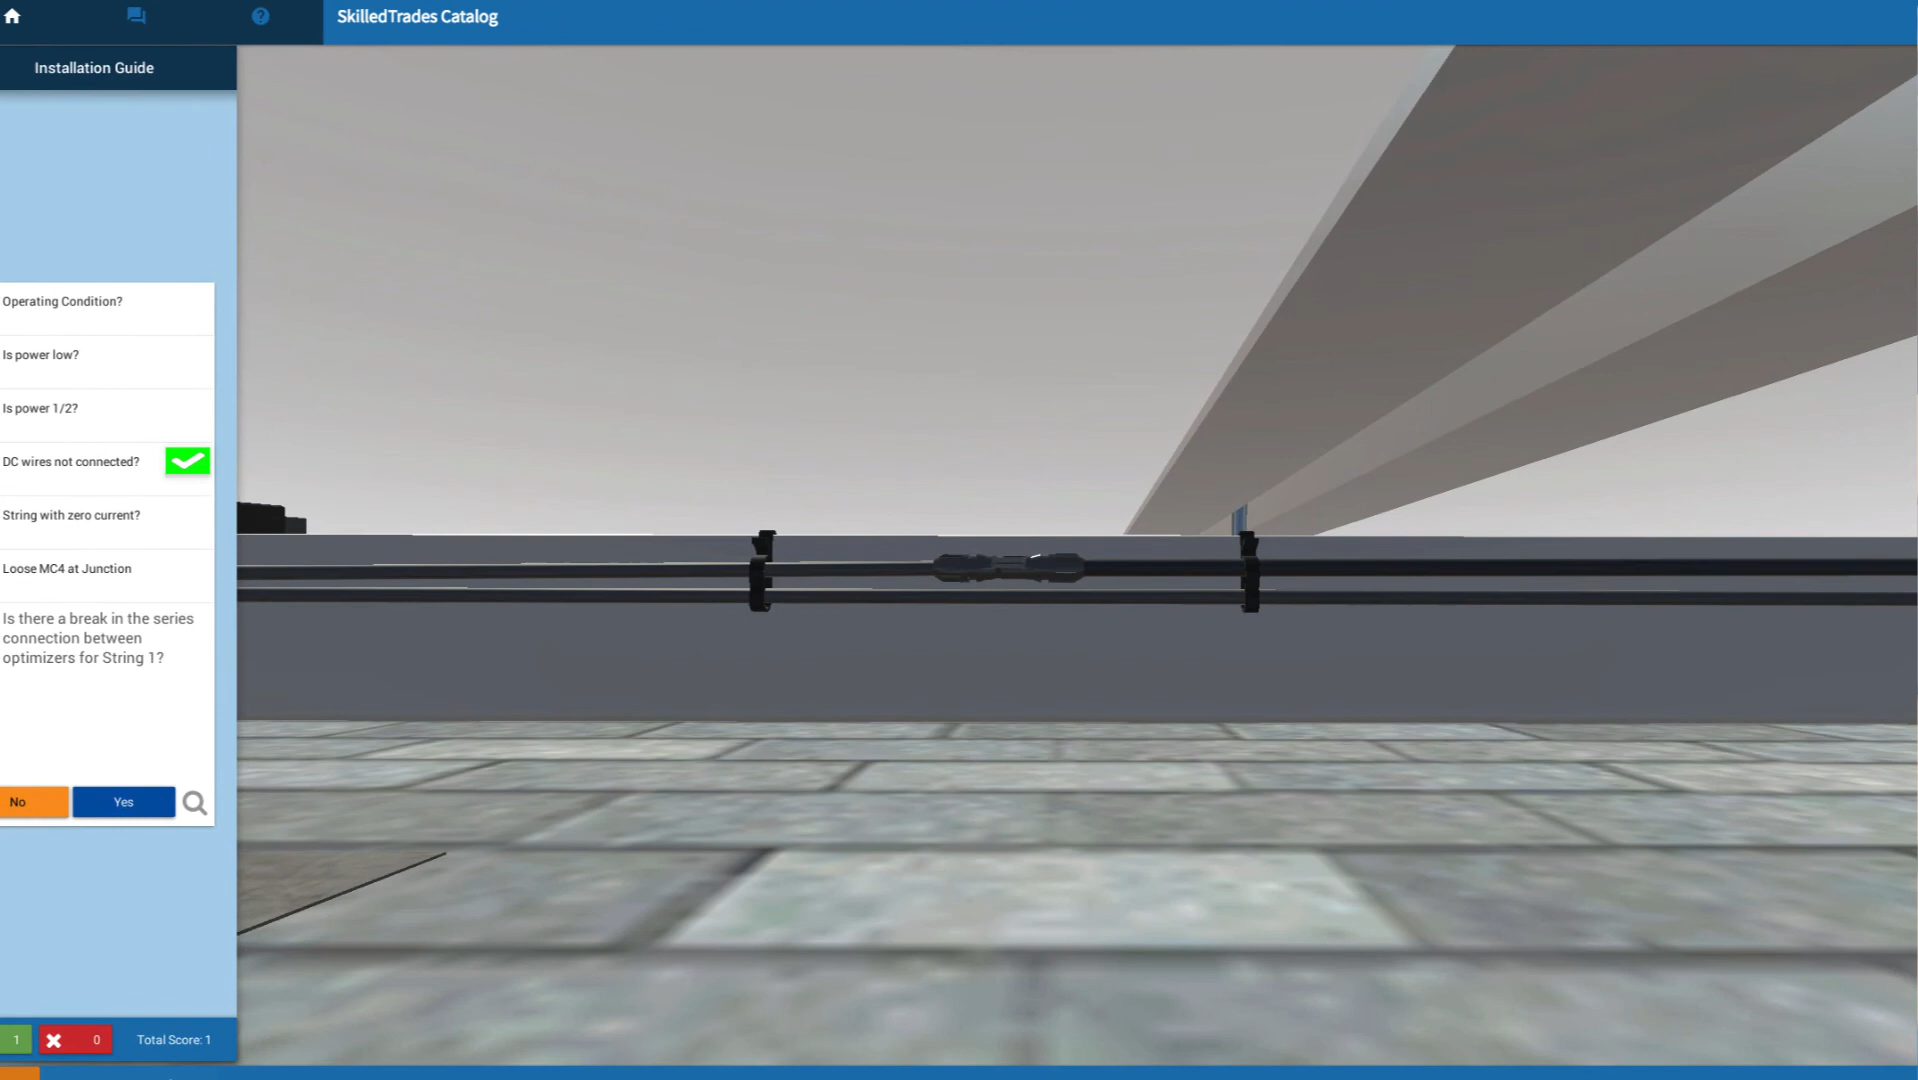 SkilledTrades Catalog
Installation Guide
Operating Condition?
Is power low?
Is power 1/2?
DC wires not connected?
String with zero current?
Loose MC4 at Junction
Is there a break in the series
connection between
optimizers for String 1?
No
Yes
1
0
Total Score: 1